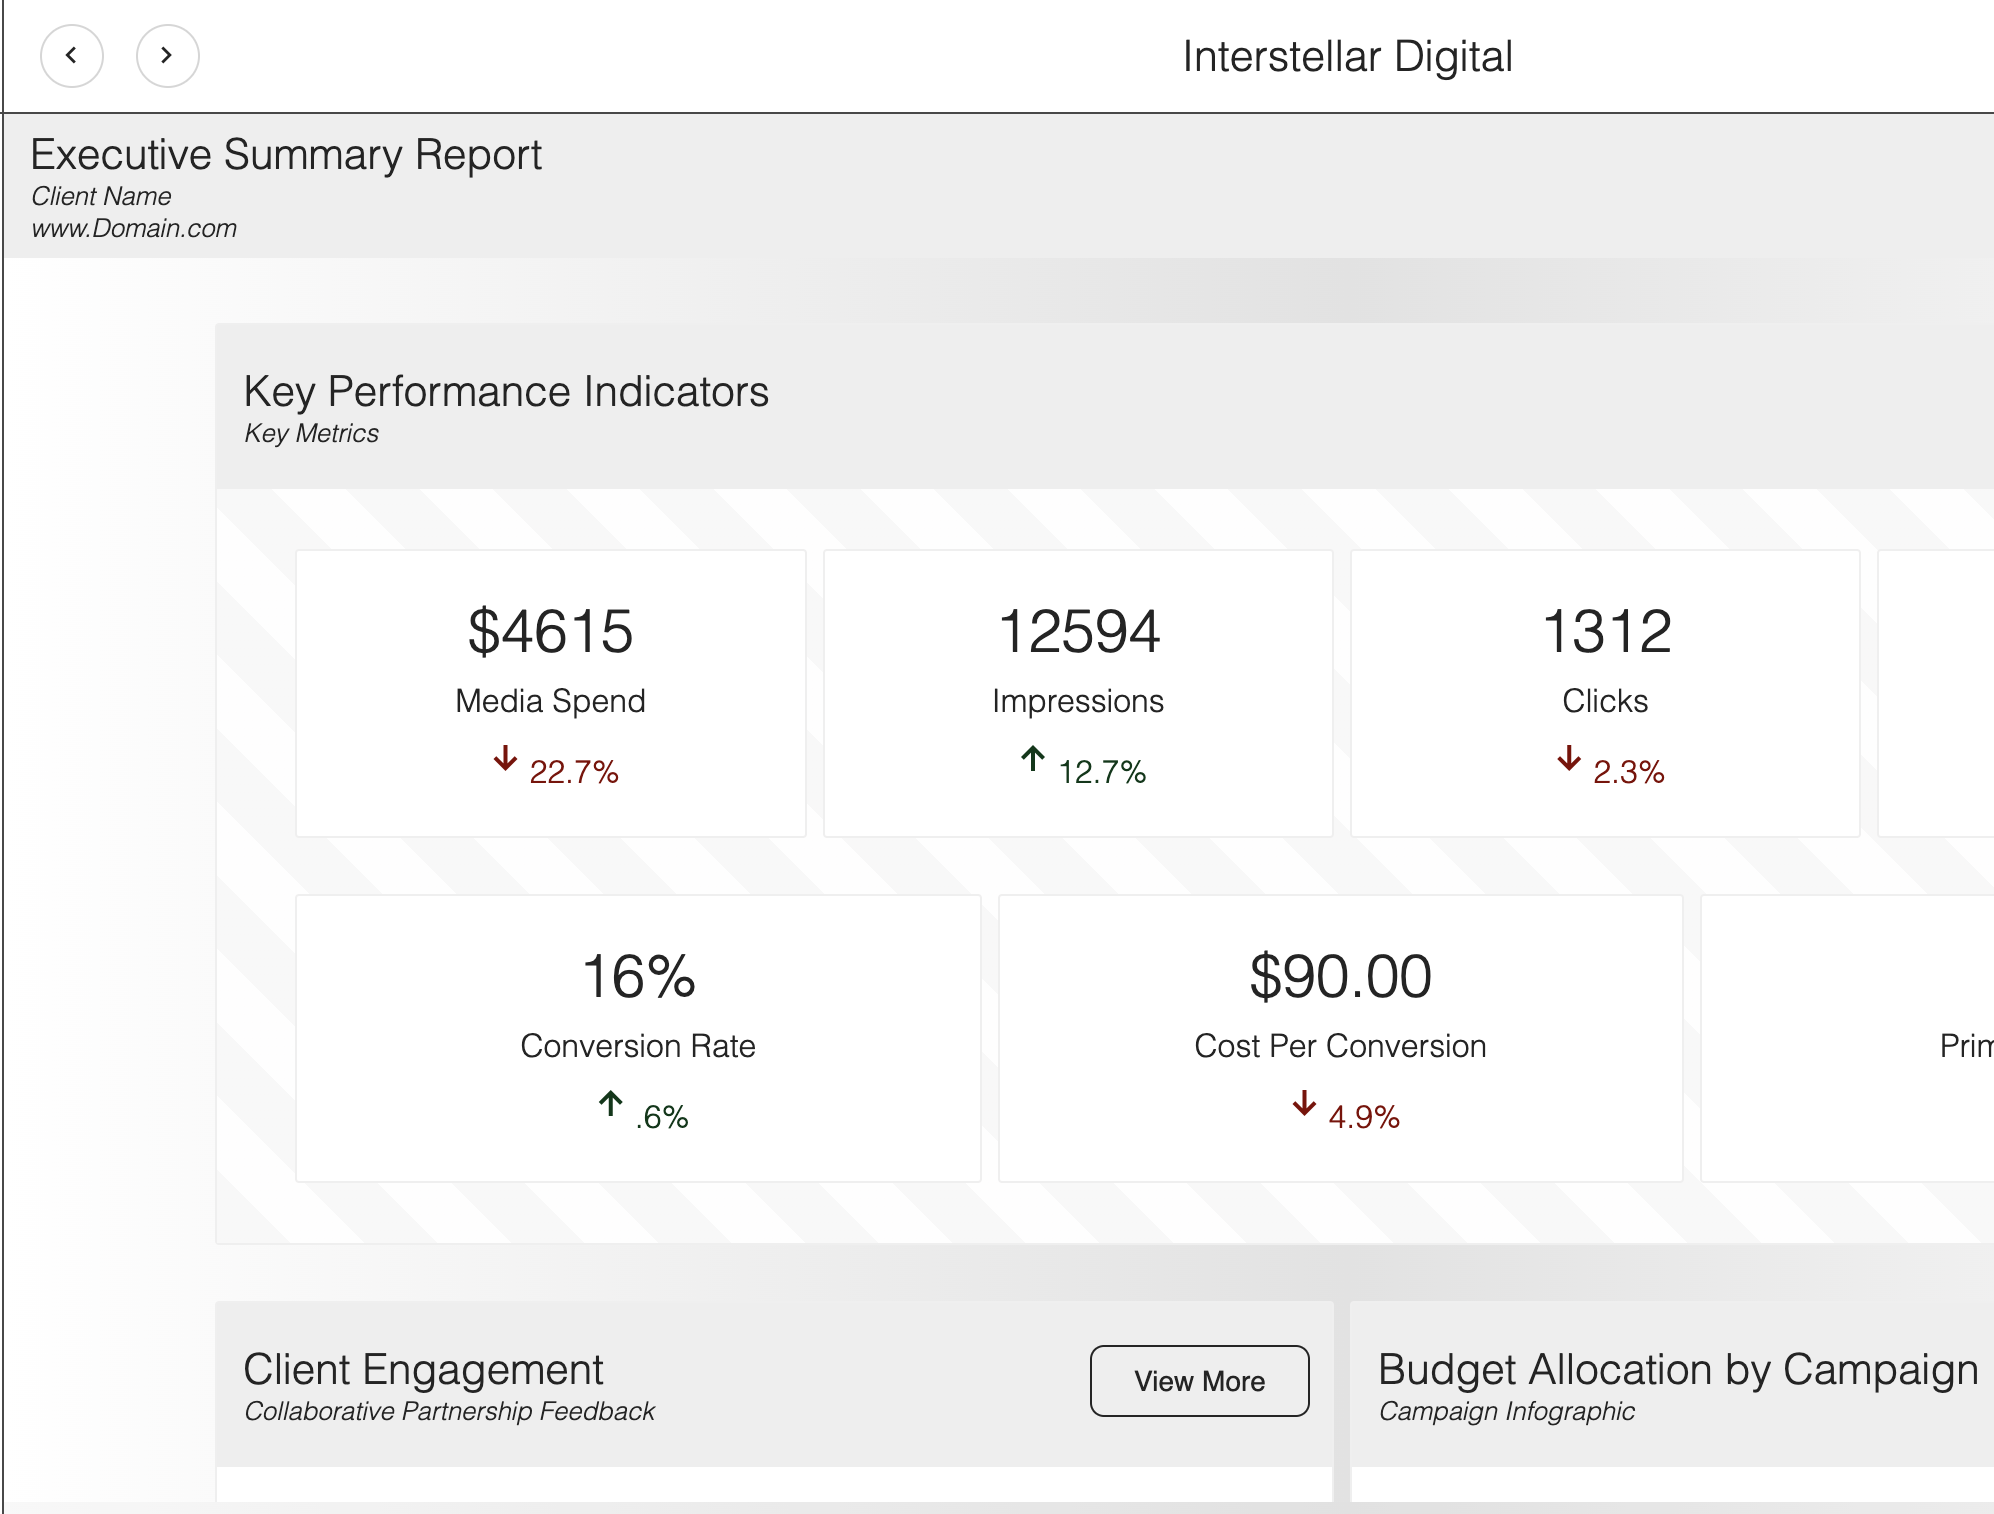 Interstellar Digital
Executive Summary Report
Client Name
www.Domain.com
Key Performance Indicators
Key Metrics
$4615
Media Spend
22.7%
12594
Impressions
12.7%
1312
Clicks
2.3%
16%
Conversion Rate
.6%
$90.00
Cost Per Conversion
4.9%
Client Engagement
Collaborative Partnership Feedback
View More
Budget Allocation by Campaign
Campaign Infographic